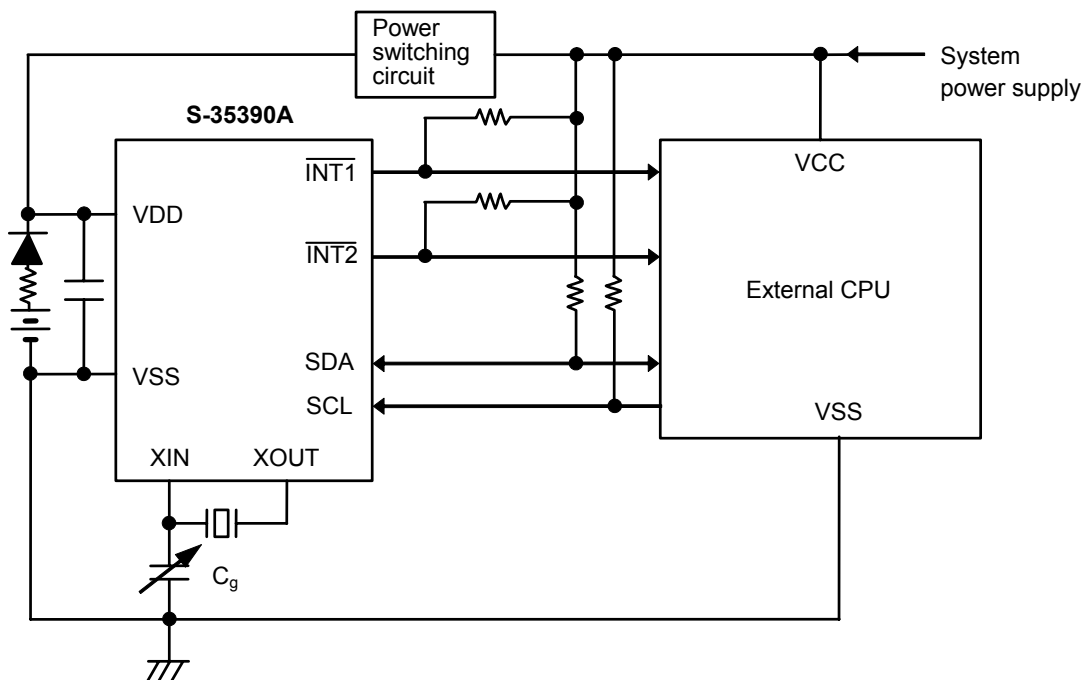 Power
switching
circuit
System
power supply
S-35390A
INT1
VCC
VDD
INT2
External CPU
SDA
VSS
SCL
VSS
XIN
XOUT
Cg